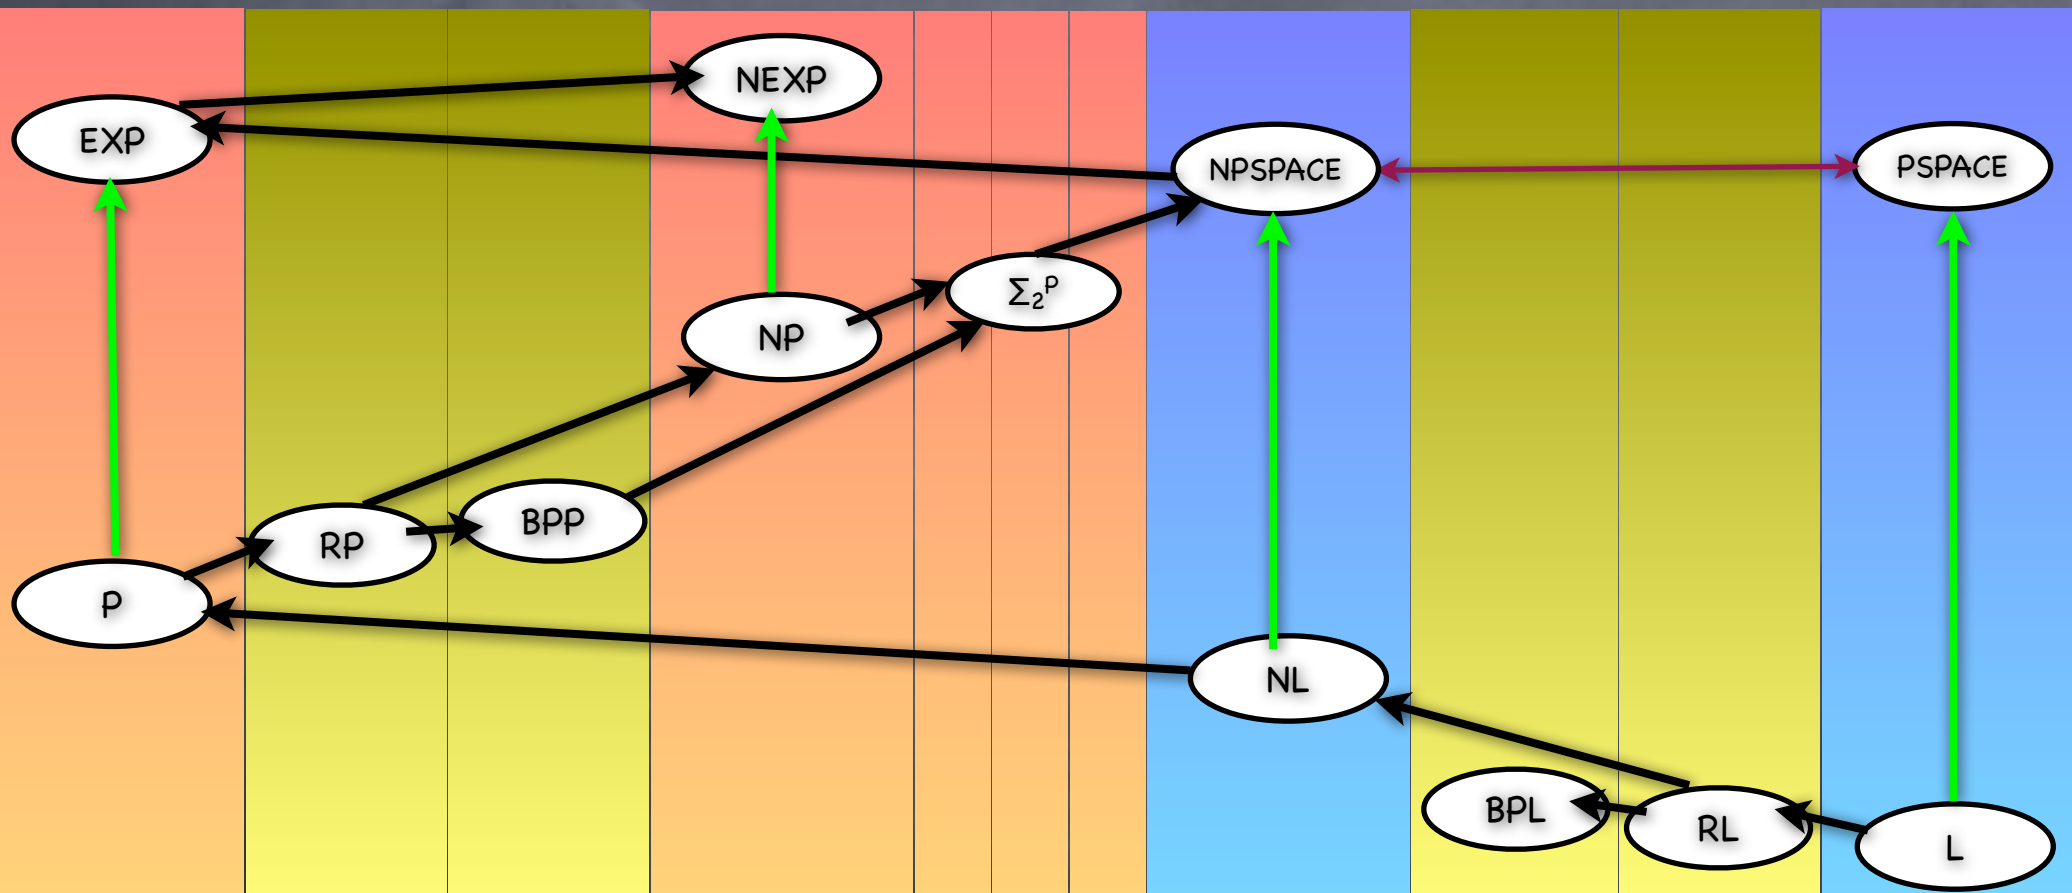 NEXP
EXP
NPSPACE
PSPACE
Σ₂ᴾ
NP
BPP
RP
P
NL
BPL
RL
L